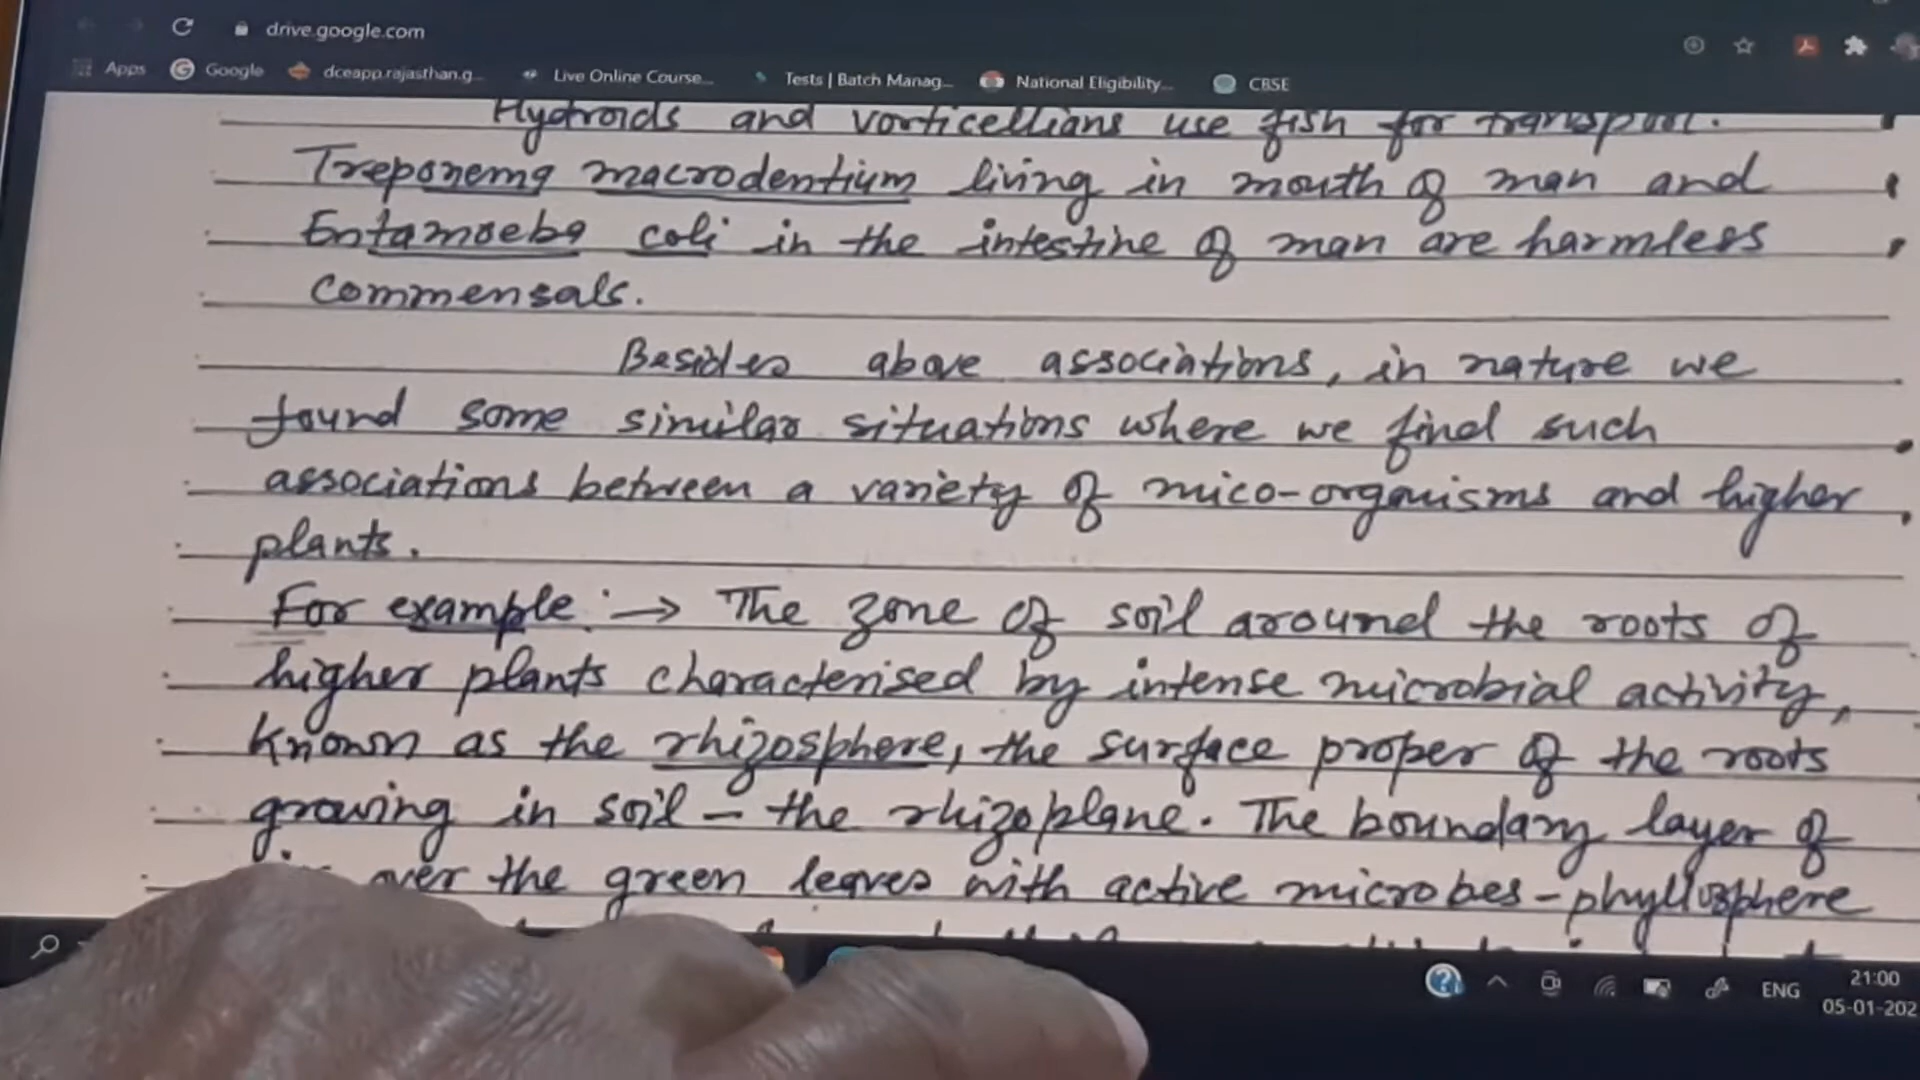 drive.google.com
Apps Google dceapp.rajasthan.g... Live Online Course... Tests | Batch Manag... National Eligibility... CBSE
Hydroids and vorticellians use fish for transport.
Treponema macrodentium living in mouth of man and
Entamoeba coli in the intestine of man are harmless
commensals.
Besides above associations, in nature we
found some similar situations where we find such
associations between a variety of mico-organisms and higher
plants.
For example :→ The zone of soil around the roots of
higher plants characterised by intense microbial activity,
known as the rhizosphere, the surface proper of the roots
growing in soil - the rhizoplane. The boundary layer of
over the green leaves with active microbes - phyllosphere
ENG
21:00
05-01-202